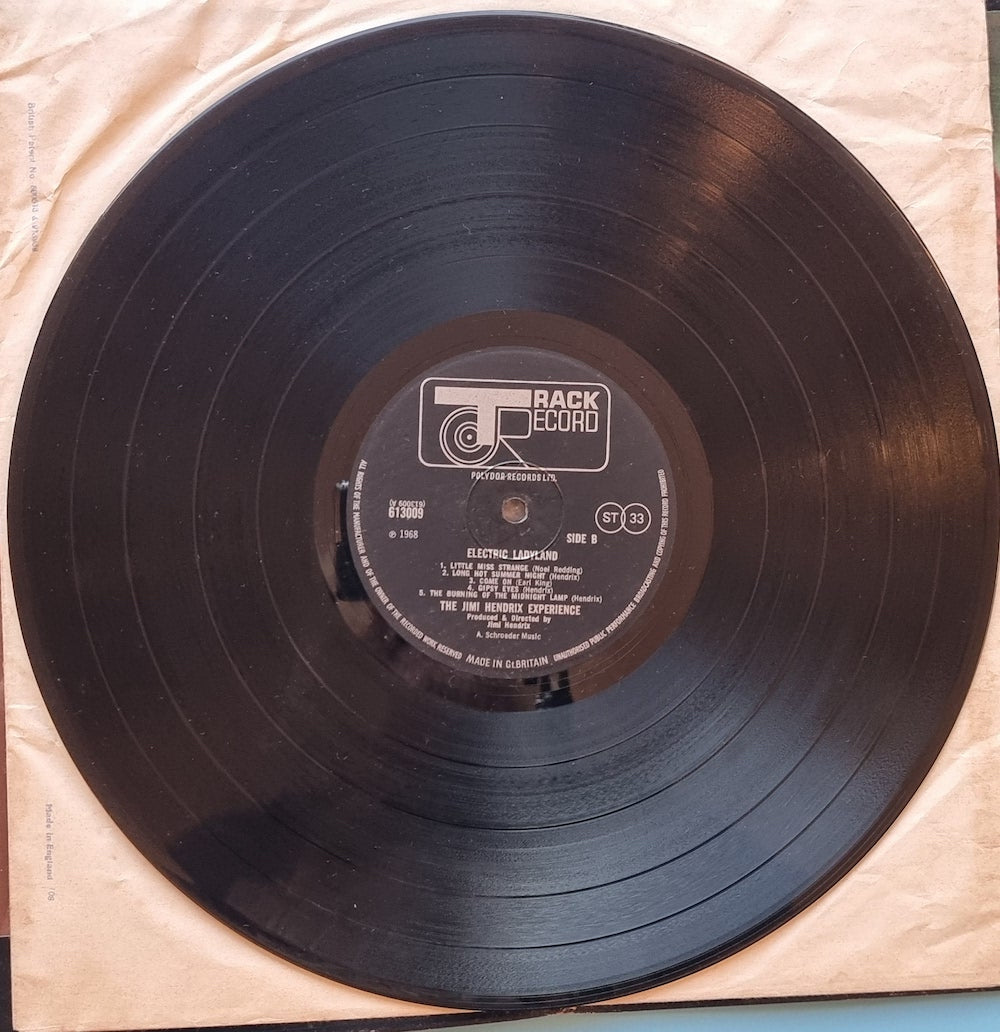 TRACK
RECORD
POLYDOR RECORDS LTD.
(613009 A)
613009
℗ 1968
ST 33
SIDE B
ELECTRIC LADYLAND
1. LITTLE MISS STRANGE (Noel Redding)
2. LONG HOT SUMMER NIGHT (Hendrix)
3. COME ON (Earl King)
4. GIPSY EYES (Hendrix)
5. THE BURNING OF THE MIDNIGHT LAMP (Hendrix)
THE JIMI HENDRIX EXPERIENCE
Produced & Directed by
Jimi Hendrix
A. Schroeder Music
ALL RIGHTS OF THE MANUFACTURER AND OF THE OWNER OF THE RECORDED WORK RESERVED
MADE IN Gt.BRITAIN
UNAUTHORISED PUBLIC PERFORMANCE BROADCASTING AND COPYING OF THIS RECORD PROHIBITED
British Patent No.
Made in England